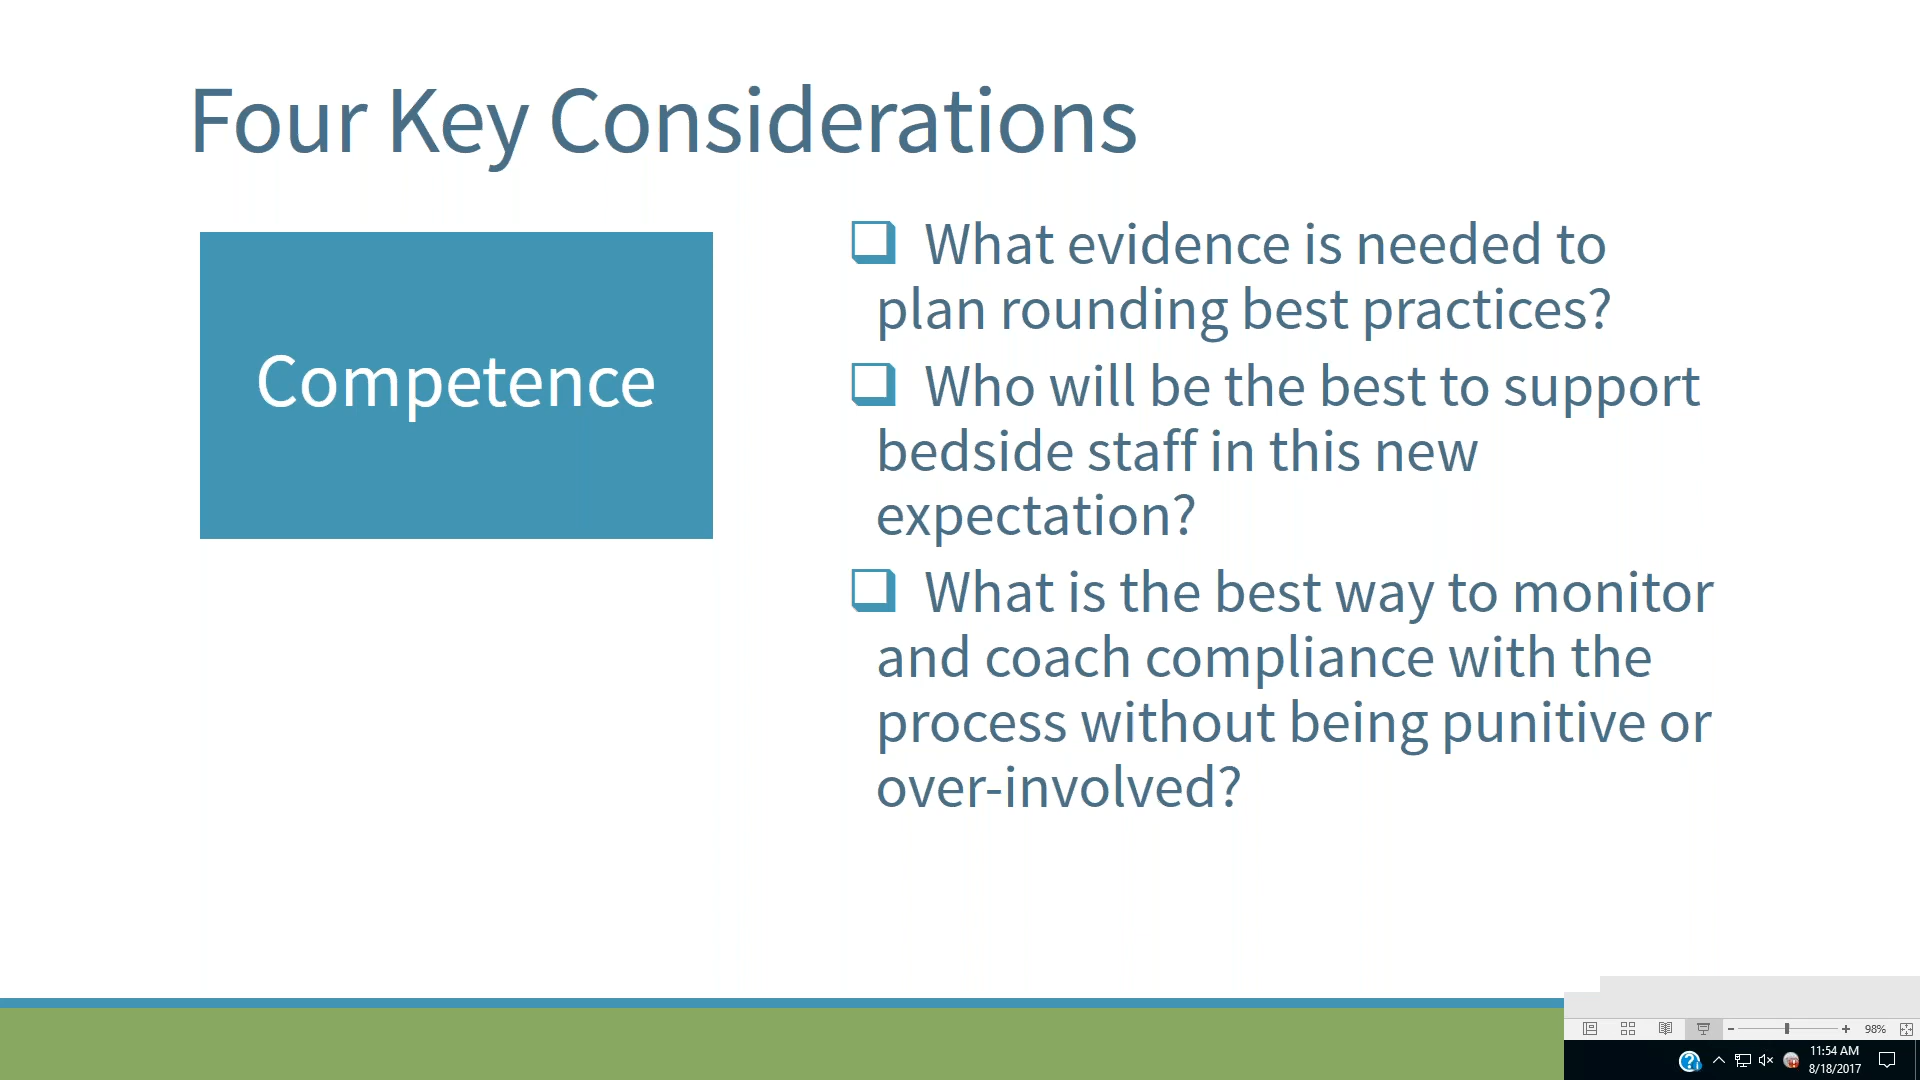 Four Key Considerations
Competence
What evidence is needed to
plan rounding best practices?
Who will be the best to support
bedside staff in this new
expectation?
What is the best way to monitor
and coach compliance with the
process without being punitive or
over-involved?
98%
11:54 AM
8/18/2017